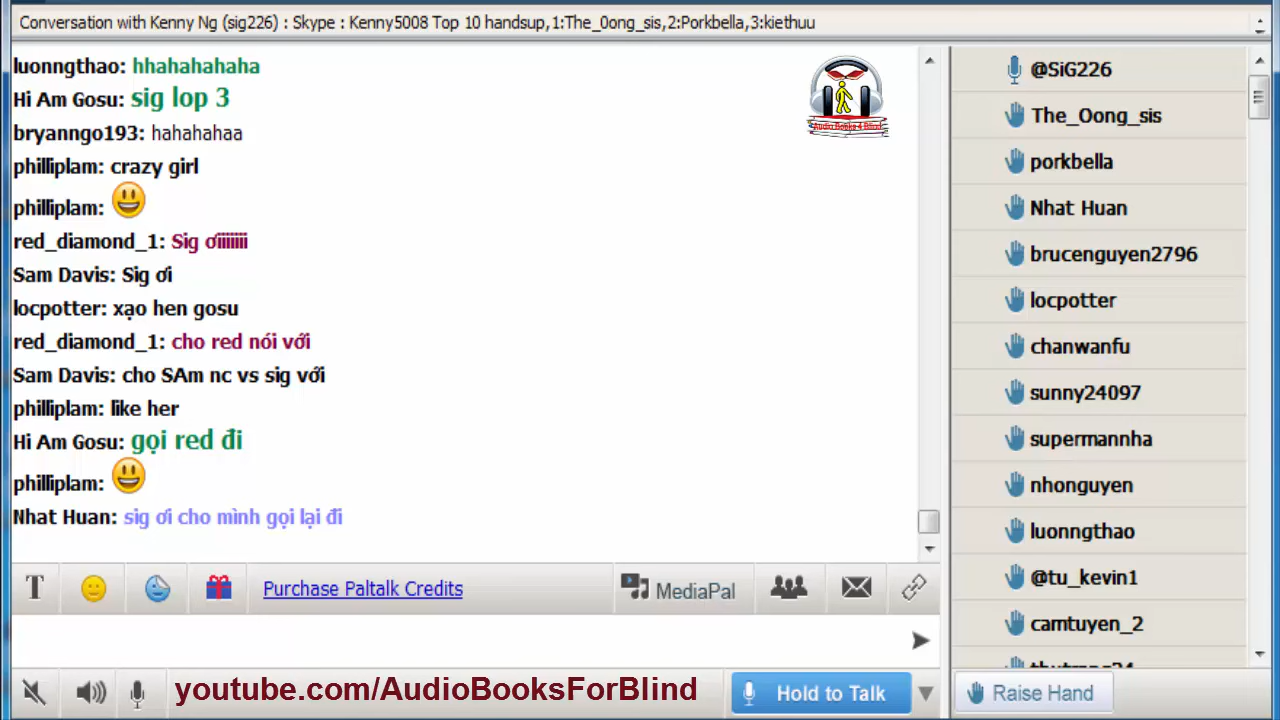 Conversation with Kenny Ng (sig226) : Skype : Kenny5008 Top 10 handsup,1:The_0ong_sis,2:Porkbella,3:kiethuu
luonngthao: hhahahahaha
Hi Am Gosu: sig lop 3
bryanngo193: hahahahaa
philliplam: crazy girl
philliplam:
red_diamond_1: Sig ơiiiiiii
Sam Davis: Sig ơi
locpotter: xạo hen gosu
red_diamond_1: cho red nói với
Sam Davis: cho SAm nc vs sig với
philliplam: like her
Hi Am Gosu: gọi red đi
philliplam:
Nhat Huan: sig ơi cho mình gọi lại đi
Audio Books 4 Blind
@SiG226
The_Oong_sis
porkbella
Nhat Huan
brucenguyen2796
locpotter
chanwanfu
sunny24097
supermannha
nhonguyen
luonngthao
@tu_kevin1
camtuyen_2
T
Purchase Paltalk Credits
MediaPal
youtube.com/AudioBooksForBlind
Hold to Talk
Raise Hand